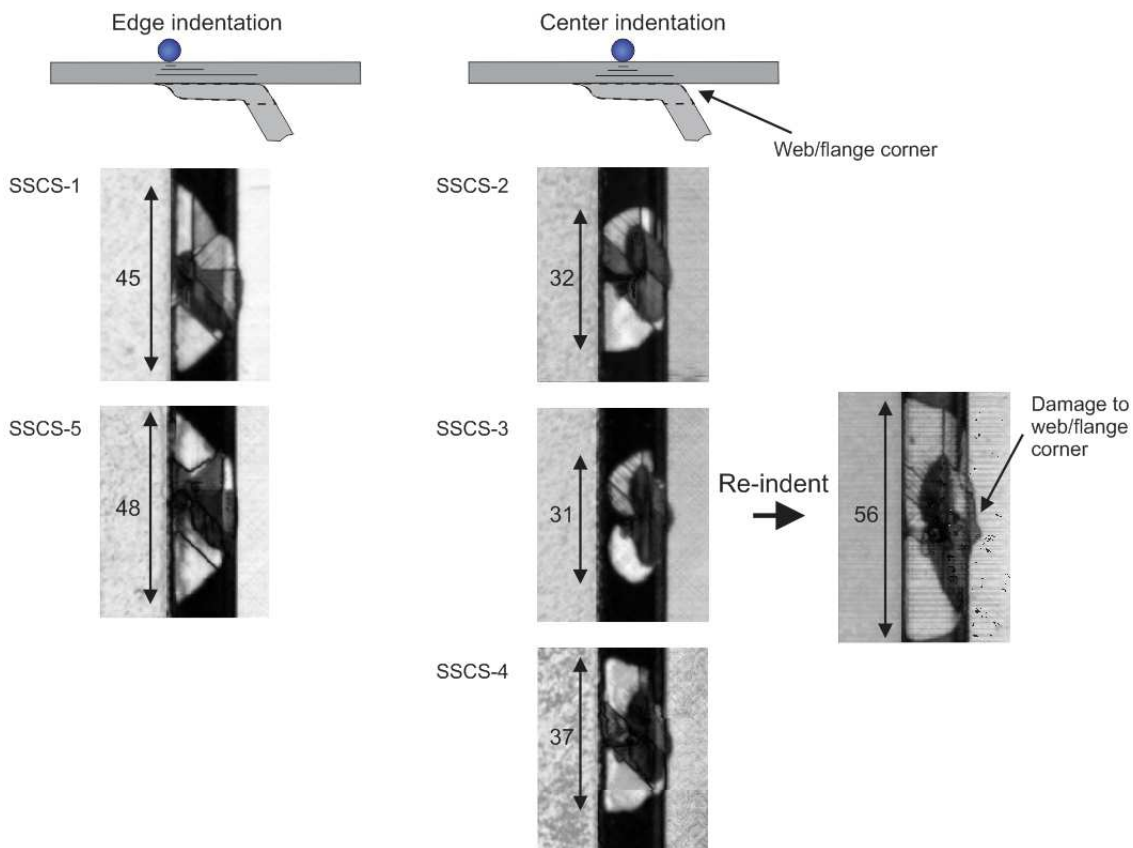 Edge indentation
Center indentation
Web/flange corner
SSCS-1
45
SSCS-2
32
SSCS-5
48
SSCS-3
31
Re-indent
56
Damage to
web/flange
corner
SSCS-4
37